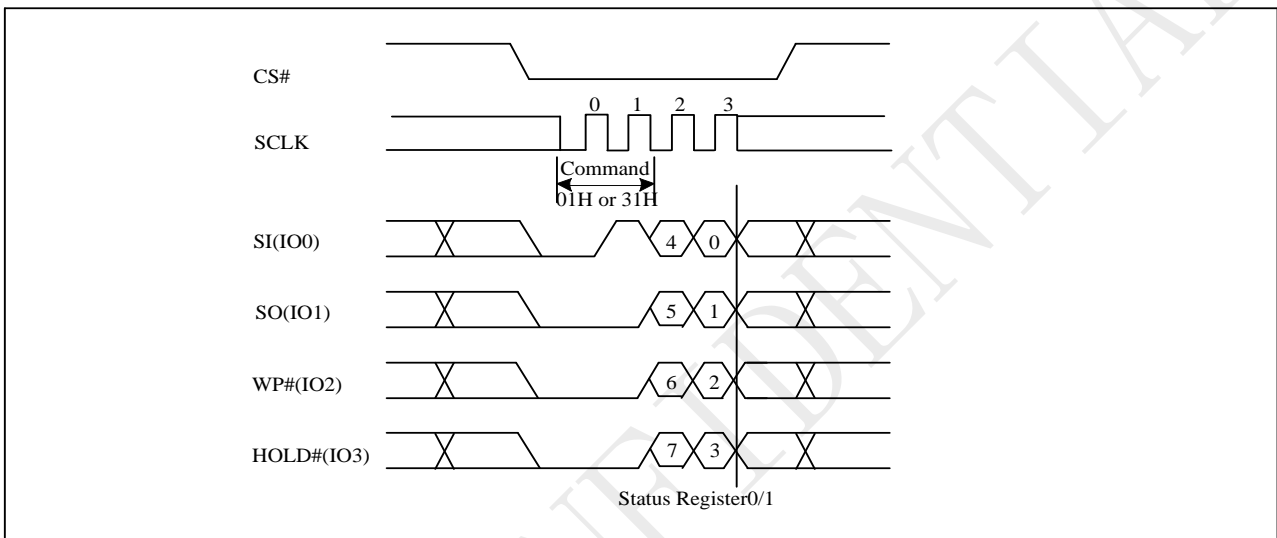 CS#
0 1 2 3
SCLK
Command
01H or 31H
SI(IO0) 4 0
SO(IO1) 5 1
WP#(IO2) 6 2
HOLD#(IO3) 7 3
Status Register0/1